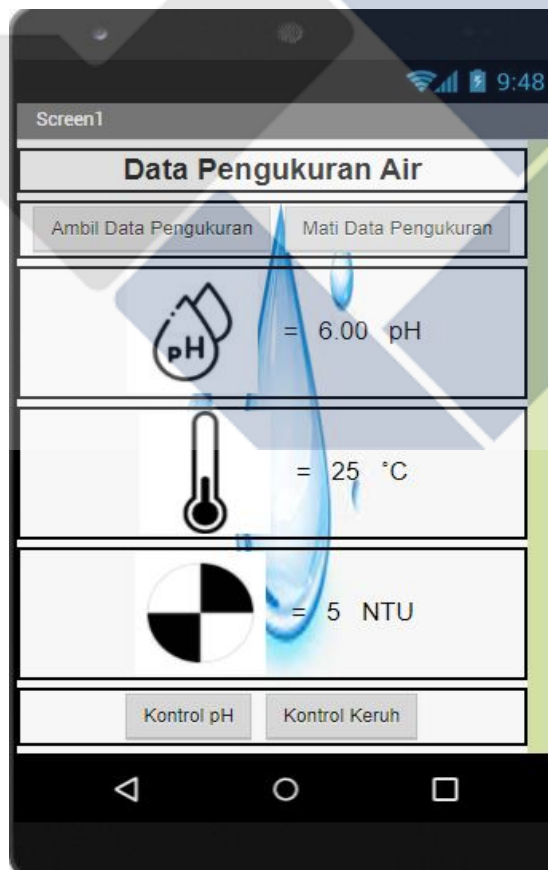 9:48
Screen1
Data Pengukuran Air
Ambil Data Pengukuran Mati Data Pengukuran
pH = 6.00 pH
= 25 °C
= 5 NTU
Kontrol pH Kontrol Keruh